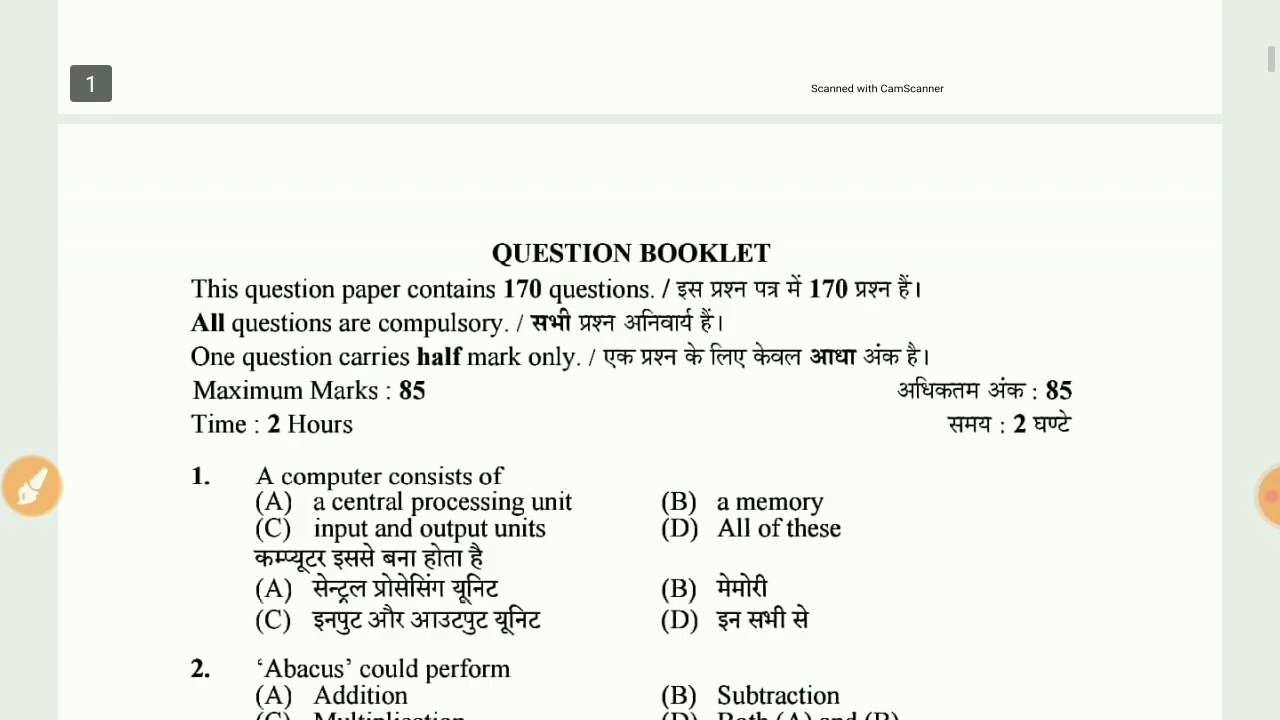 1
Scanned with CamScanner
QUESTION BOOKLET
This question paper contains 170 questions. / इस प्रश्न पत्र में 170 प्रश्न हैं।
All questions are compulsory. / सभी प्रश्न अनिवार्य हैं।
One question carries half mark only. / एक प्रश्न के लिए केवल आधा अंक है।
Maximum Marks : 85 अधिकतम अंक : 85
Time : 2 Hours समय : 2 घण्टे
1. A computer consists of
(A) a central processing unit (B) a memory
(C) input and output units (D) All of these
कम्प्यूटर इससे बना होता है
(A) सेन्ट्रल प्रोसेसिंग यूनिट (B) मेमोरी
(C) इनपुट और आउटपुट यूनिट (D) इन सभी से
2. ‘Abacus’ could perform
(A) Addition (B) Subtraction
(C) Multiplication (D) Both (A) and (B)